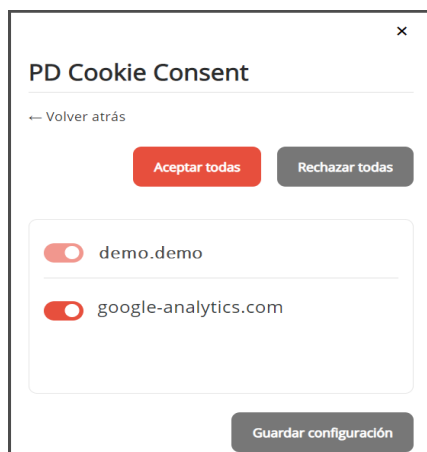 ×
PD Cookie Consent
← Volver atrás
Aceptar todas
Rechazar todas
demo.demo
google-analytics.com
Guardar configuración